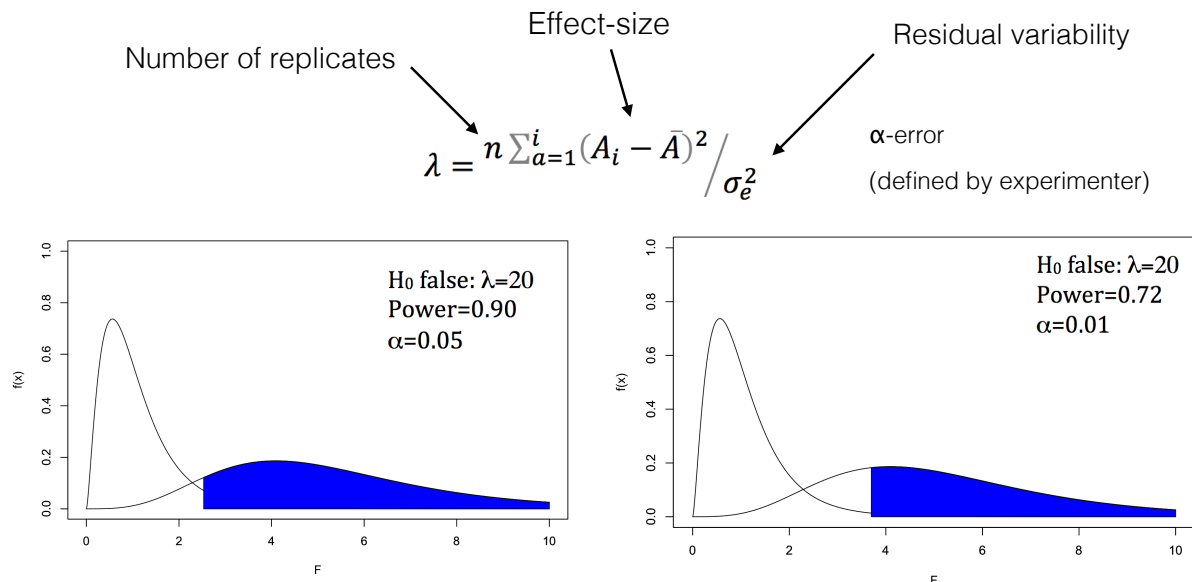 Effect-size
Number of replicates
Residual variability
λ = n ∑ᵢₐ₌₁ (Aᵢ − Ā)² / σₑ²
α-error
(defined by experimenter)
H₀ false: λ=20
Power=0.90
α=0.05
f(x)
1.0
0.8
0.6
0.4
0.2
0.0
0 2 4 6 8 10
F
H₀ false: λ=20
Power=0.72
α=0.01
f(x)
1.0
0.8
0.6
0.4
0.2
0.0
0 2 4 6 8 10
F